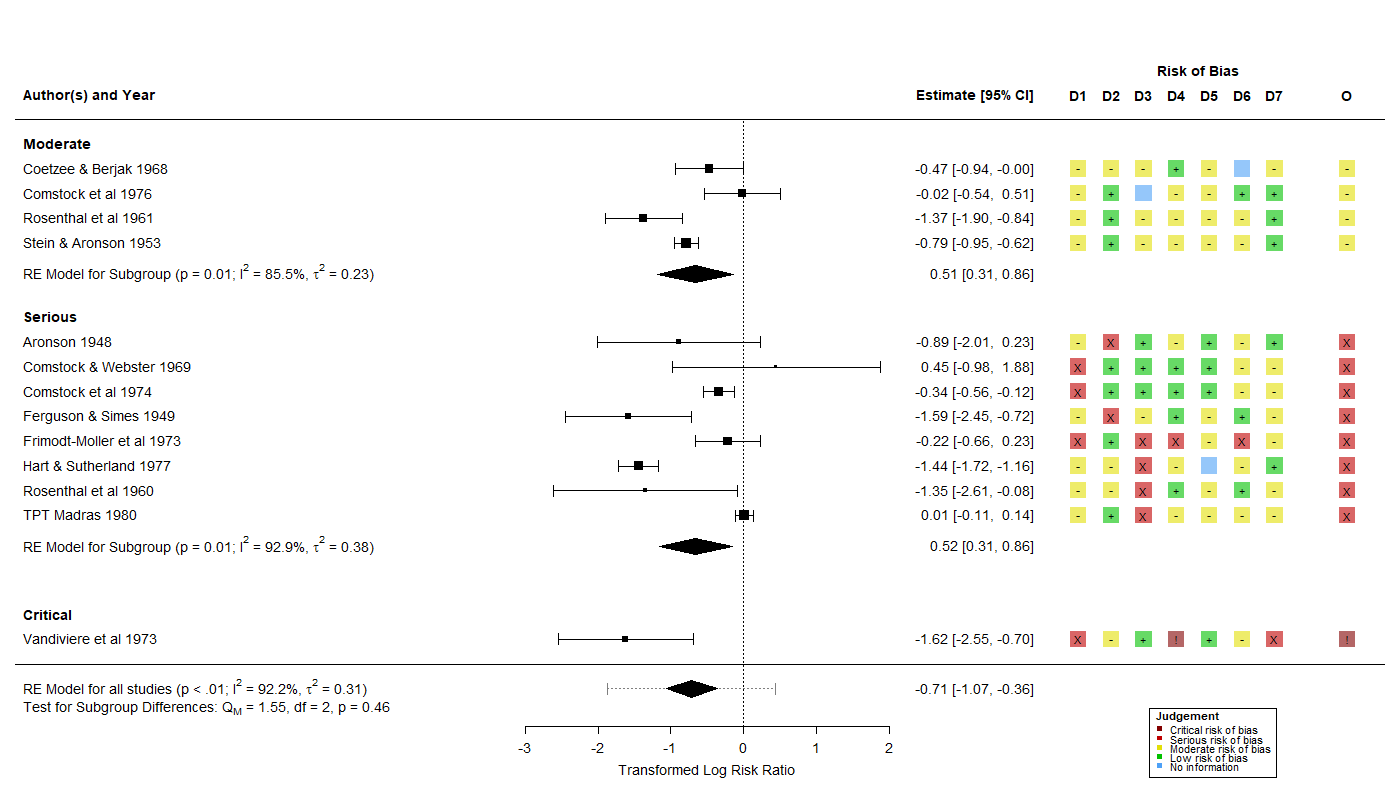 Risk of Bias
Author(s) and Year Estimate [95% CI] D1 D2 D3 D4 D5 D6 D7 O
Moderate
Coetzee & Berjak 1968 -0.47 [-0.94, -0.00] - - - + - -  -
Comstock et al 1976 -0.02 [-0.54, 0.51] - + - - + + -
Rosenthal et al 1961 -1.37 [-1.90, -0.84] - + - - - - + -
Stein & Aronson 1953 -0.79 [-0.95, -0.62] - + - - - - + -
RE Model for Subgroup (p = 0.01; I² = 85.5%, τ² = 0.23) 0.51 [0.31, 0.86]
Serious
Aronson 1948 -0.89 [-2.01, 0.23] - X + - + - + X
Comstock & Webster 1969 0.45 [-0.98, 1.88] X + + + + - - X
Comstock et al 1974 -0.34 [-0.56, -0.12] X + + + + - - X
Ferguson & Simes 1949 -1.59 [-2.45, -0.72] - X - + - + - X
Frimodt-Moller et al 1973 -0.22 [-0.66, 0.23] X + X X - X - X
Hart & Sutherland 1977 -1.44 [-1.72, -1.16] - - X - - + X
Rosenthal et al 1960 -1.35 [-2.61, -0.08] - - X + - + - X
TPT Madras 1980 0.01 [-0.11, 0.14] - + X - - - - X
RE Model for Subgroup (p = 0.01; I² = 92.9%, τ² = 0.38) 0.52 [0.31, 0.86]
Critical
Vandiviere et al 1973 -1.62 [-2.55, -0.70] X - + ! + - X !
RE Model for all studies (p < .01; I² = 92.2%, τ² = 0.31) -0.71 [-1.07, -0.36]
Test for Subgroup Differences: Q_M = 1.55, df = 2, p = 0.46
-3 -2 -1 0 1 2
Transformed Log Risk Ratio
Judgement
Critical risk of bias
Serious risk of bias
Moderate risk of bias
Low risk of bias
No information